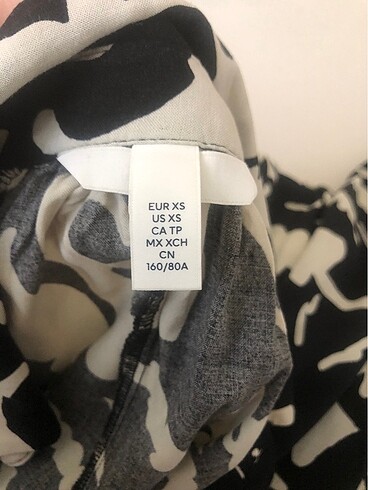 EUR XS
US XS
CA TP
MX XCH
CN
160/80A